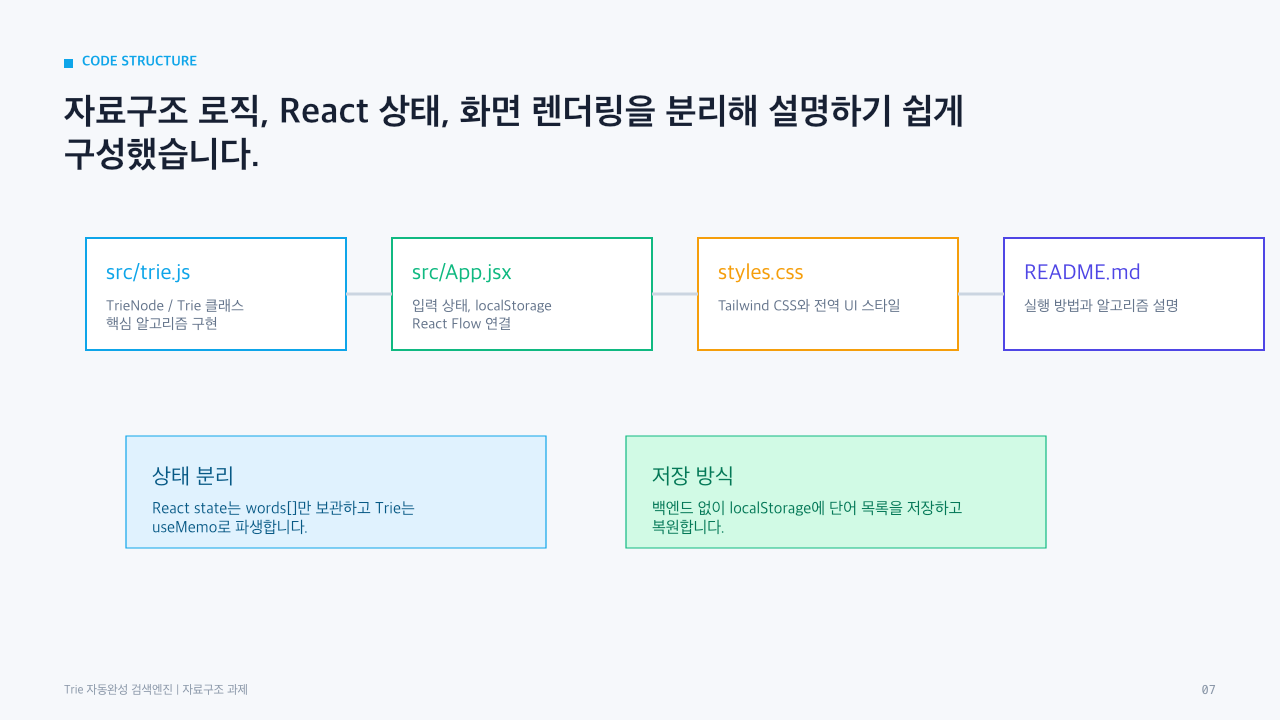 CODE STRUCTURE
자료구조 로직, React 상태, 화면 렌더링을 분리해 설명하기 쉽게
구성했습니다.
src/trie.js
TrieNode / Trie 클래스
핵심 알고리즘 구현
src/App.jsx
입력 상태, localStorage
React Flow 연결
styles.css
Tailwind CSS와 전역 UI 스타일
README.md
실행 방법과 알고리즘 설명
상태 분리
React state는 words[]만 보관하고 Trie는
useMemo로 파생합니다.
저장 방식
백엔드 없이 localStorage에 단어 목록을 저장하고
복원합니다.
Trie 자동완성 검색엔진 | 자료구조 과제
07